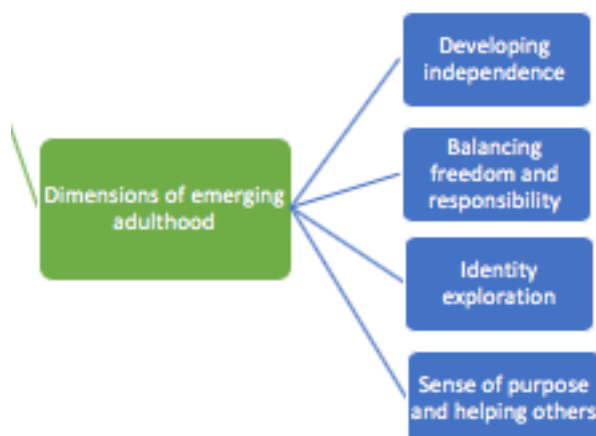 Developing
independence
Balancing
freedom and
responsibility
Dimensions of emerging
adulthood
Identity
exploration
Sense of purpose
and helping others